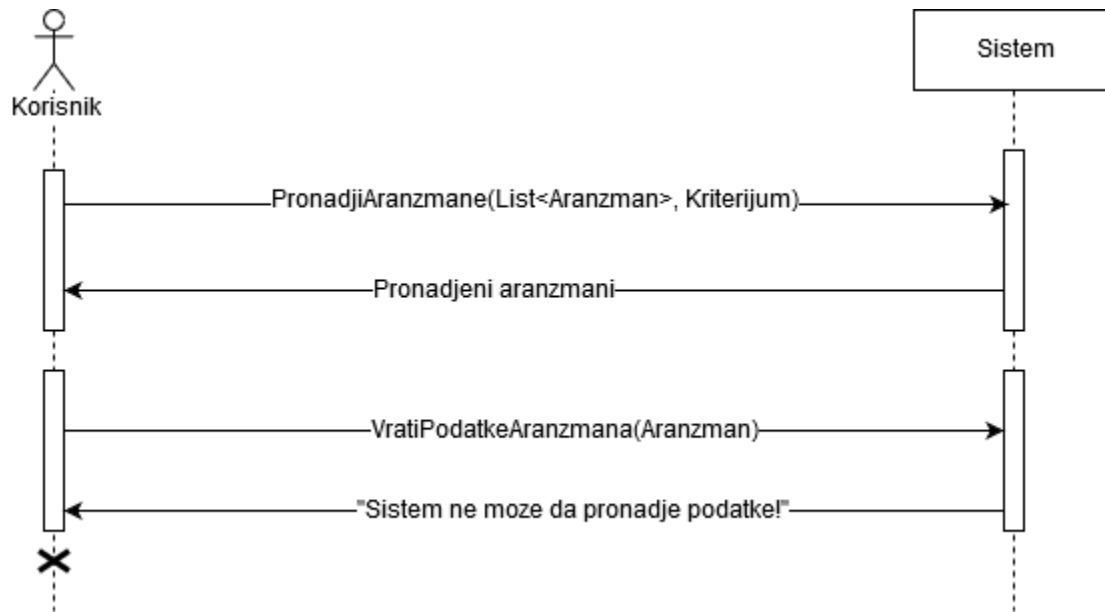 Korisnik
Sistem
PronadjiAranzmane(List<Aranzman>, Kriterijum)
Pronadjeni aranzmani
VratiPodatkeAranzmana(Aranzman)
"Sistem ne moze da pronadje podatke!"